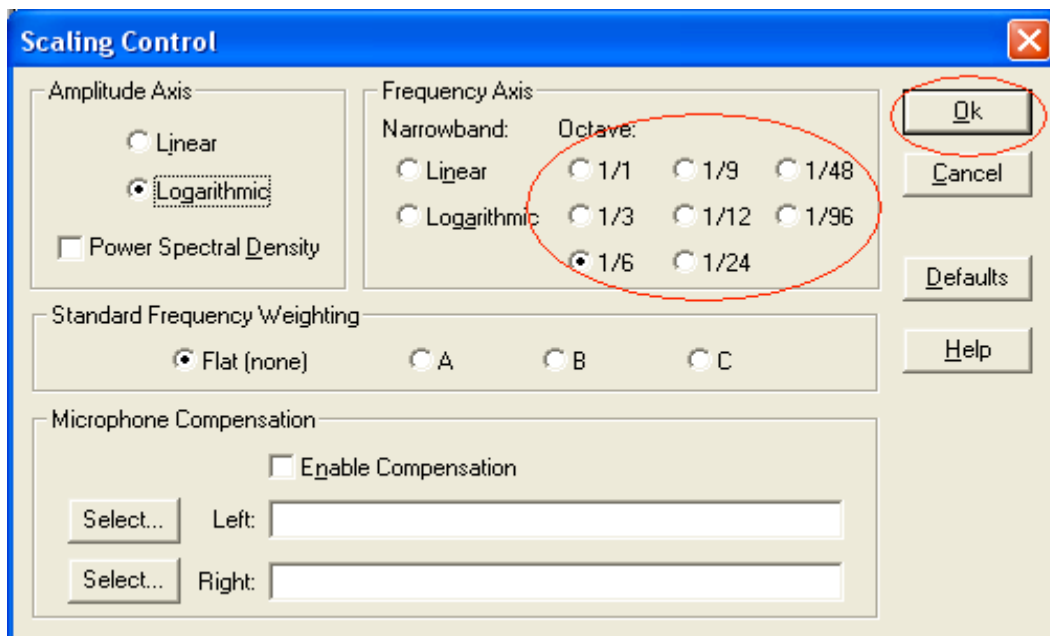 Scaling Control
Amplitude Axis
Linear
Logarithmic
Power Spectral Density
Frequency Axis
Narrowband: Octave:
Linear 1/1 1/9 1/48
Logarithmic 1/3 1/12 1/96
1/6 1/24
Ok
Cancel
Defaults
Help
Standard Frequency Weighting
Flat (none) A B C
Microphone Compensation
Enable Compensation
Select... Left:
Select... Right: